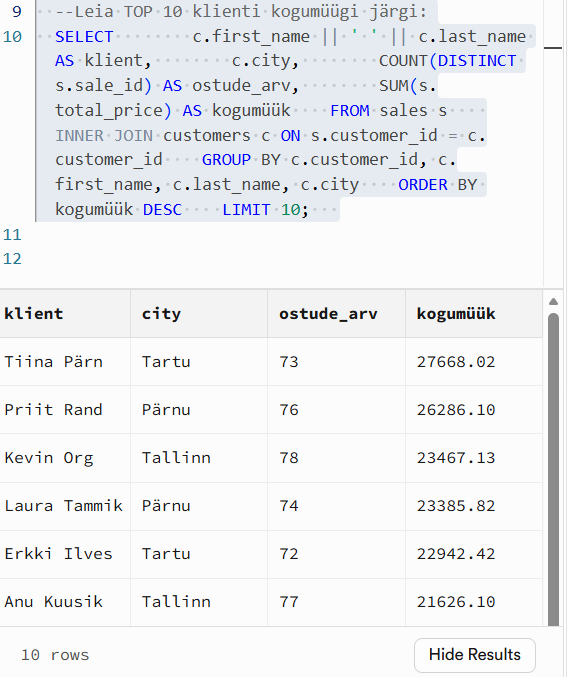 9 --Leia TOP 10 klienti kogumüügi järgi:
10 SELECT c.first_name || ' ' || c.last_name
AS klient, c.city, COUNT(DISTINCT
s.sale_id) AS ostude_arv, SUM(s.
total_price) AS kogumüük FROM sales s
INNER JOIN customers c ON s.customer_id = c.
customer_id GROUP BY c.customer_id, c.
first_name, c.last_name, c.city ORDER BY
kogumüük DESC LIMIT 10;
11
12
klient city ostude_arv kogumüük
Tiina Pärn Tartu 73 27668.02
Priit Rand Pärnu 76 26286.10
Kevin Org Tallinn 78 23467.13
Laura Tammik Pärnu 74 23385.82
Erkki Ilves Tartu 72 22942.42
Anu Kuusik Tallinn 77 21626.10
10 rows Hide Results